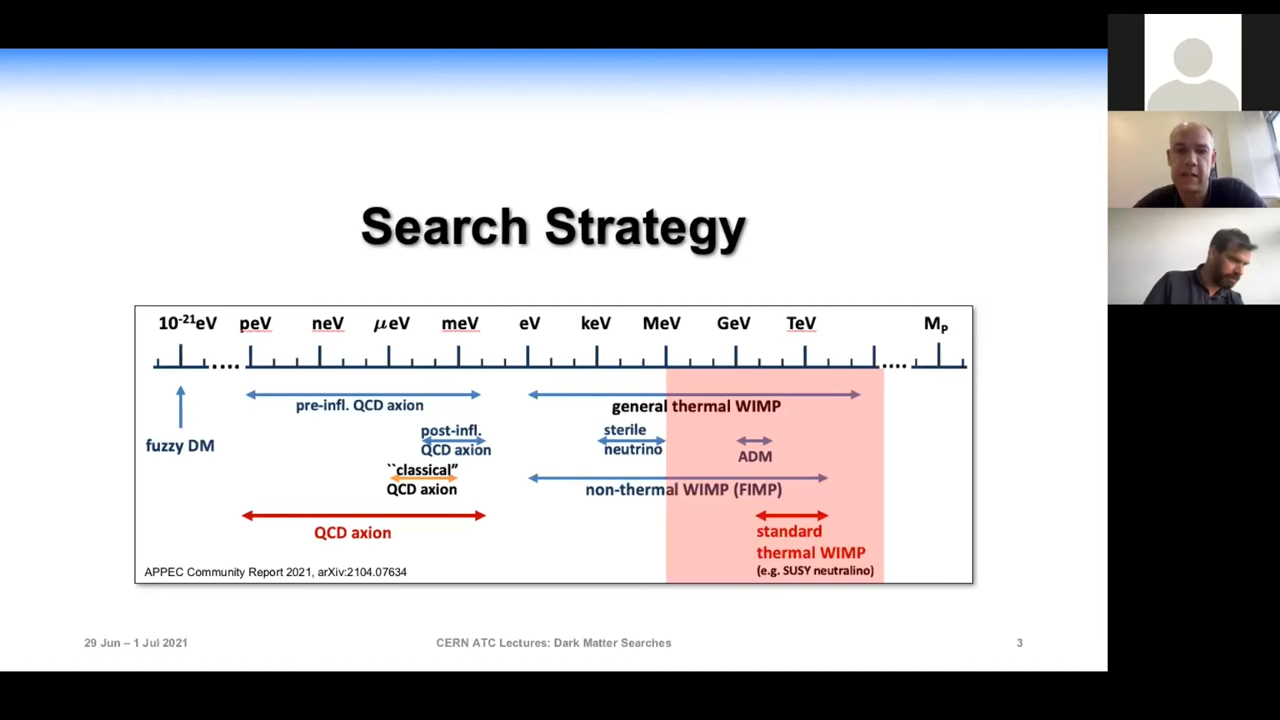 Search Strategy
10⁻²¹eV peV neV μeV meV eV keV MeV GeV TeV Mₚ
pre-infl. QCD axion
general thermal WIMP
fuzzy DM
post-infl.
QCD axion
sterile
neutrino
ADM
``classical”
QCD axion
non-thermal WIMP (FIMP)
QCD axion
standard
thermal WIMP
(e.g. SUSY neutralino)
APPEC Community Report 2021, arXiv:2104.07634
29 Jun – 1 Jul 2021
CERN ATC Lectures: Dark Matter Searches
3